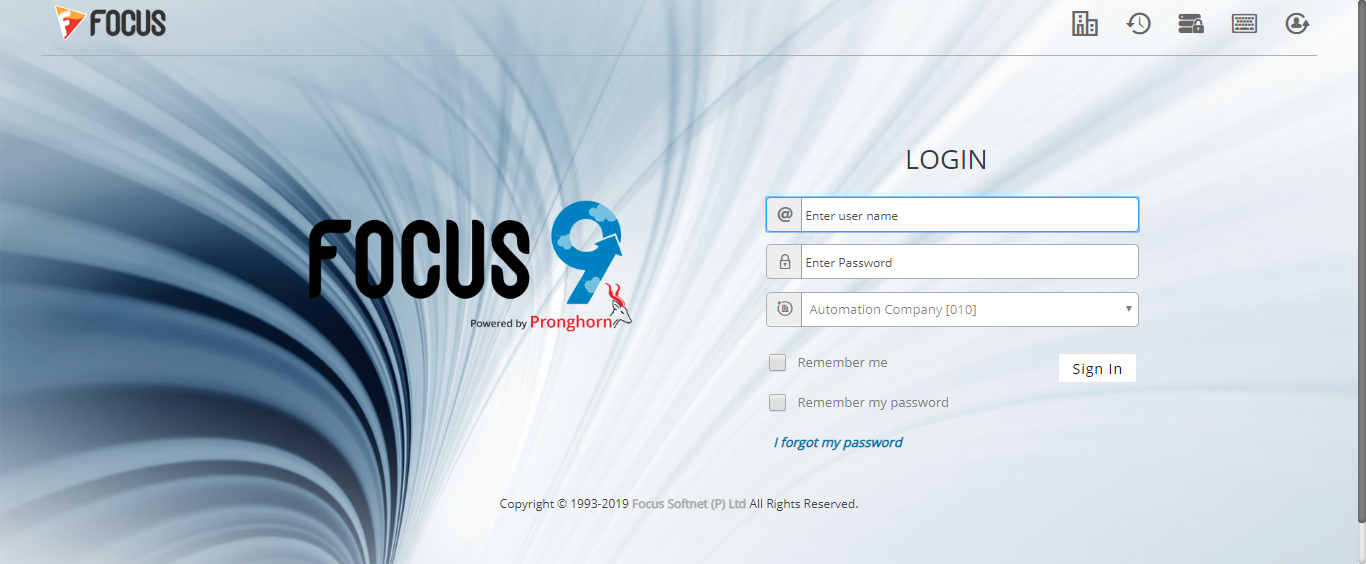 FOCUS
LOGIN
@ Enter user name
FOCUS 9
Enter Password
Powered by Pronghorn
Automation Company [010]
Remember me
Sign In
Remember my password
I forgot my password
Copyright © 1993-2019 Focus Softnet (P) Ltd All Rights Reserved.